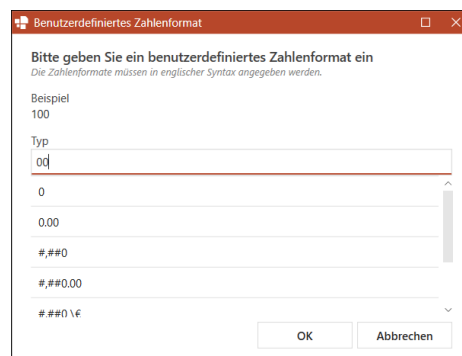 Benutzerdefiniertes Zahlenformat
Bitte geben Sie ein benutzerdefiniertes Zahlenformat ein
Die Zahlenformate müssen in englischer Syntax angegeben werden.
Beispiel
100
Typ
00
0
0.00
#,##0
#,##0.00
#,##0 \€
OK Abbrechen